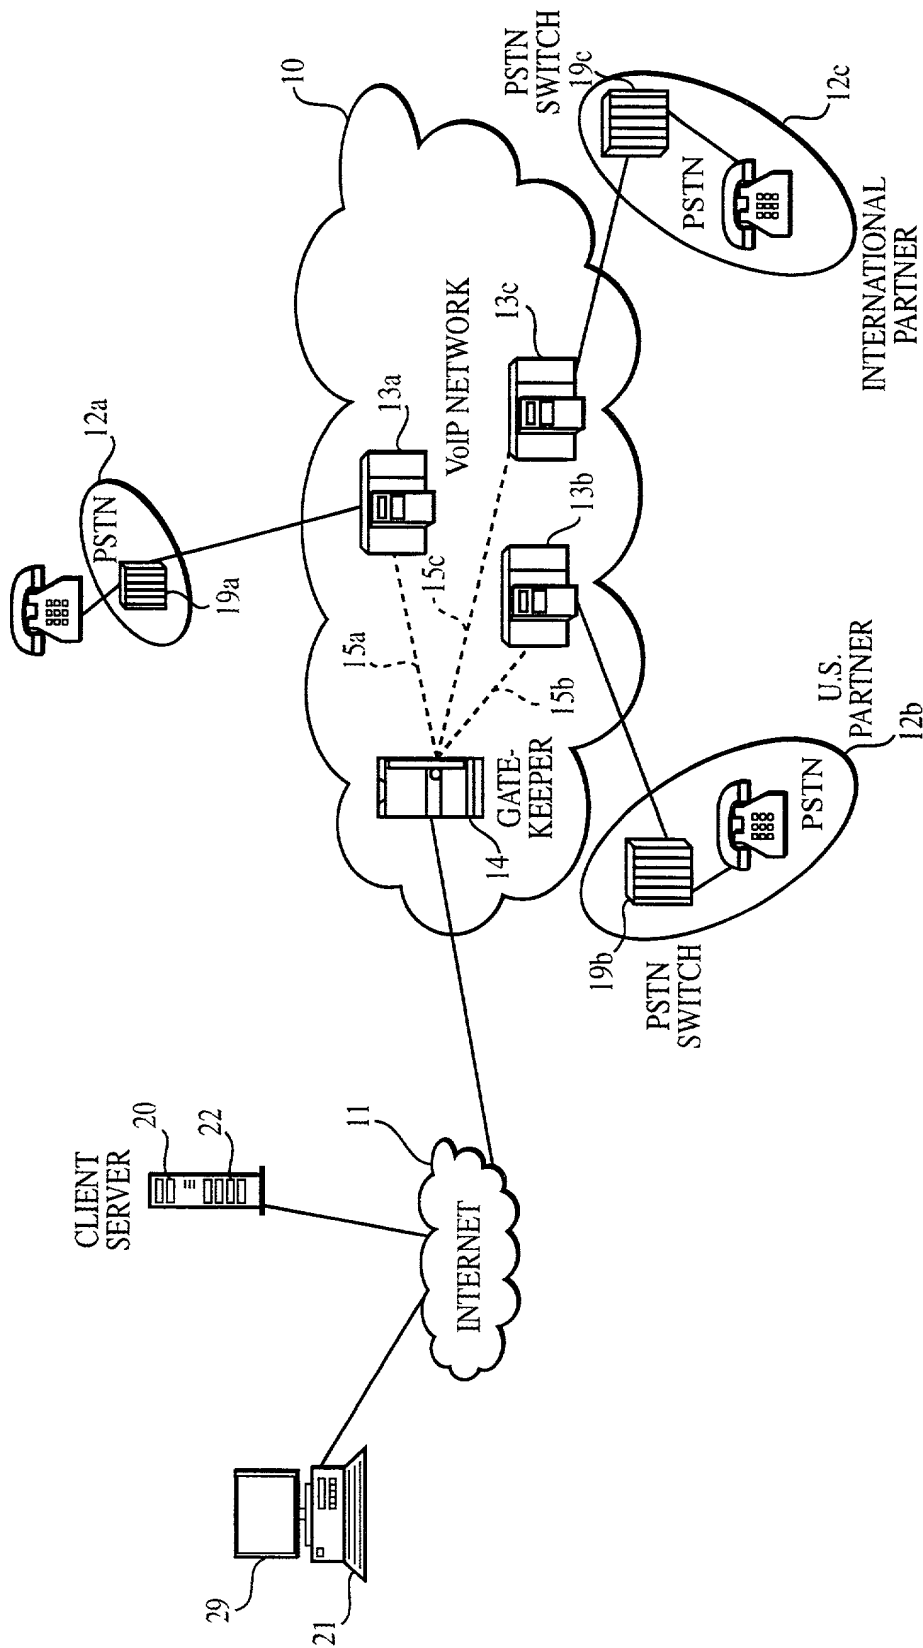 29
21
CLIENT
SERVER
20
22
11
INTERNET
10
VoIP NETWORK
GATE-
KEEPER
14
15a
15b
15c
13a
13b
13c
12a
PSTN
19a
PSTN
SWITCH
19b
PSTN
U.S.
PARTNER
12b
PSTN
SWITCH
19c
PSTN
12c
INTERNATIONAL
PARTNER